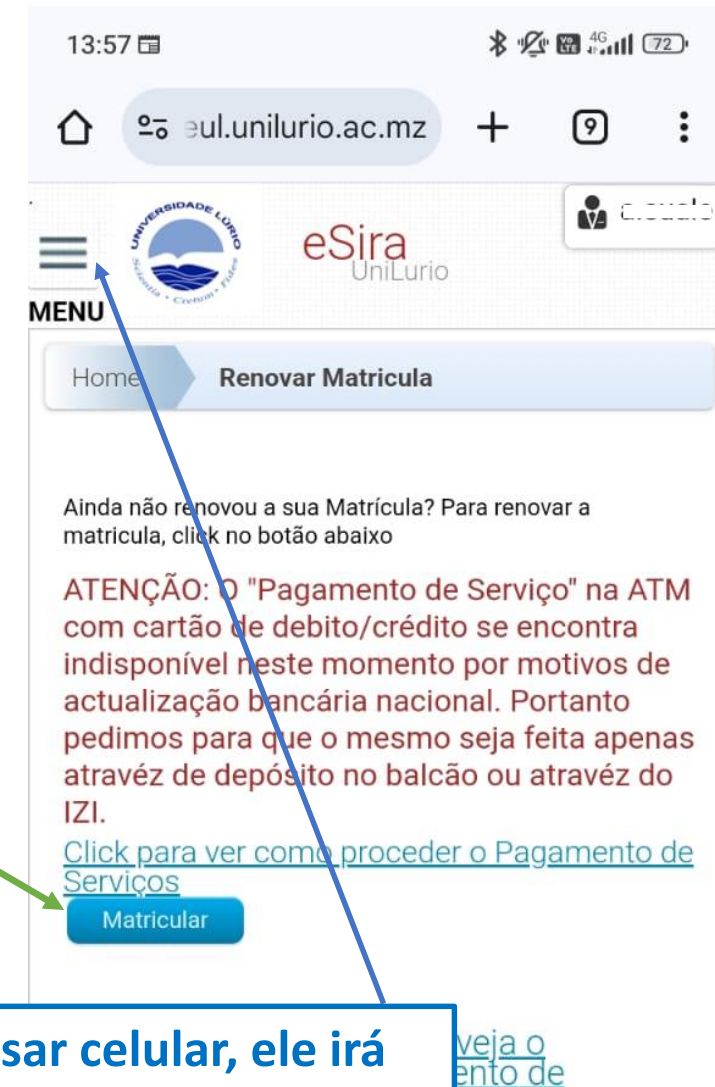 13:57
VoLTE 4G 72
eul.unilurio.ac.mz
9
UNIVERSIDADE LÚRIO
Scientia • Cretum • Fides
eSira
UniLurio
MENU
Home
Renovar Matricula
Ainda não renovou a sua Matrícula? Para renovar a
matricula, click no botão abaixo
ATENÇÃO: O "Pagamento de Serviço" na ATM
com cartão de debito/crédito se encontra
indisponível neste momento por motivos de
actualização bancária nacional. Portanto
pedimos para que o mesmo seja feita apenas
atravéz de depósito no balcão ou atravéz do
IZI.
Click para ver como proceder o Pagamento de
Serviços
Matricular
sar celular, ele irá
veja o
ento de